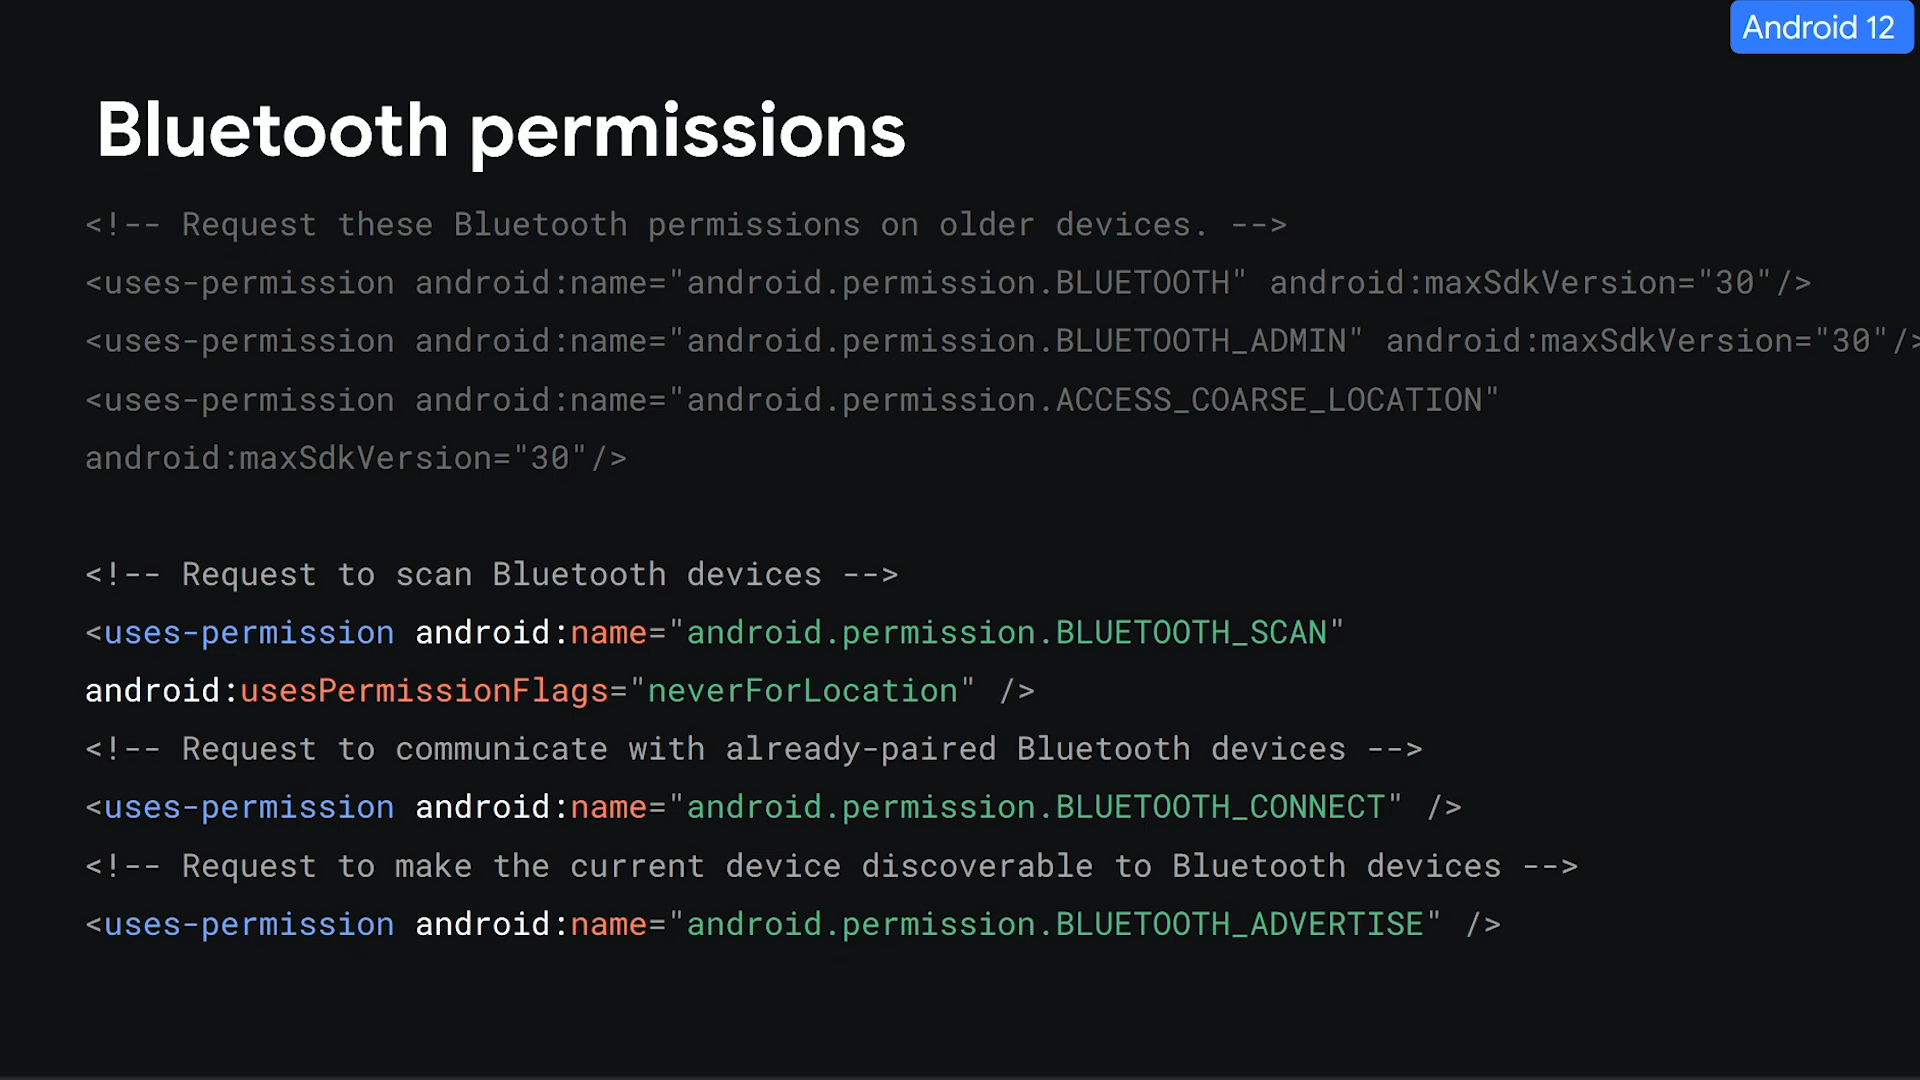 Android 12
Bluetooth permissions
<!-- Request these Bluetooth permissions on older devices. -->
<uses-permission android:name="android.permission.BLUETOOTH" android:maxSdkVersion="30"/>
<uses-permission android:name="android.permission.BLUETOOTH_ADMIN" android:maxSdkVersion="30"/>
<uses-permission android:name="android.permission.ACCESS_COARSE_LOCATION"
android:maxSdkVersion="30"/>
<!-- Request to scan Bluetooth devices -->
<uses-permission android:name="android.permission.BLUETOOTH_SCAN"
android:usesPermissionFlags="neverForLocation" />
<!-- Request to communicate with already-paired Bluetooth devices -->
<uses-permission android:name="android.permission.BLUETOOTH_CONNECT" />
<!-- Request to make the current device discoverable to Bluetooth devices -->
<uses-permission android:name="android.permission.BLUETOOTH_ADVERTISE" />